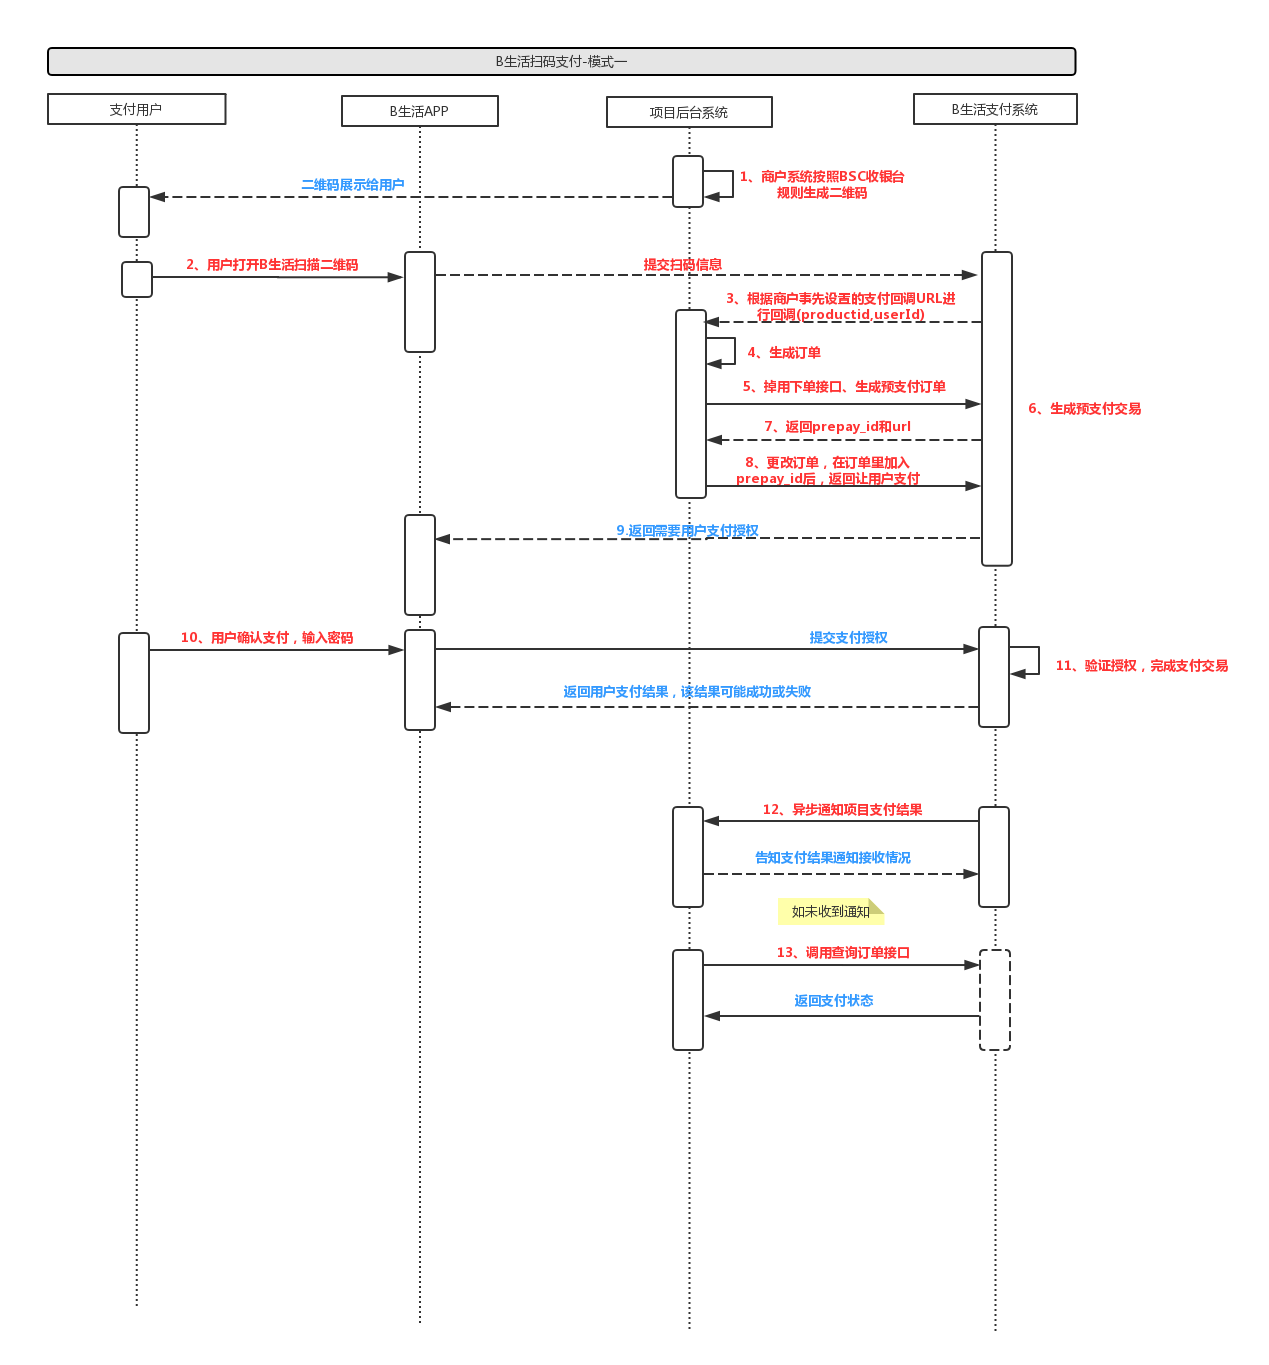 B生活扫码支付-模式一
支付用户
B生活APP
项目后台系统
B生活支付系统
1、商户系统按照BSC收银台
规则生成二维码
二维码展示给用户
2、用户打开B生活扫描二维码
提交扫码信息
3、根据商户事先设置的支付回调URL进
行回调(productid,userId)
4、生成订单
5、掉用下单接口、生成预支付订单
6、生成预支付交易
7、返回prepay_id和url
8、更改订单，在订单里加入
prepay_id后，返回让用户支付
9.返回需要用户支付授权
10、用户确认支付，输入密码
提交支付授权
11、验证授权，完成支付交易
返回用户支付结果，该结果可能成功或失败
12、异步通知项目支付结果
告知支付结果通知接收情况
如未收到通知
13、调用查询订单接口
返回支付状态